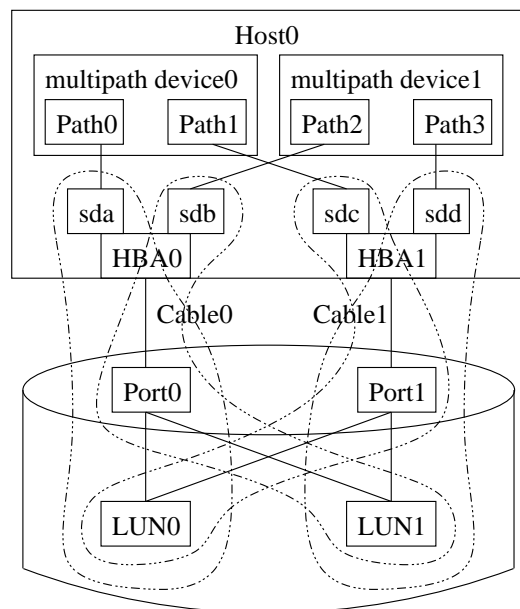 Host0
multipath device0
multipath device1
Path0
Path1
Path2
Path3
sda
sdb
sdc
sdd
HBA0
HBA1
Cable0
Cable1
Port0
Port1
LUN0
LUN1